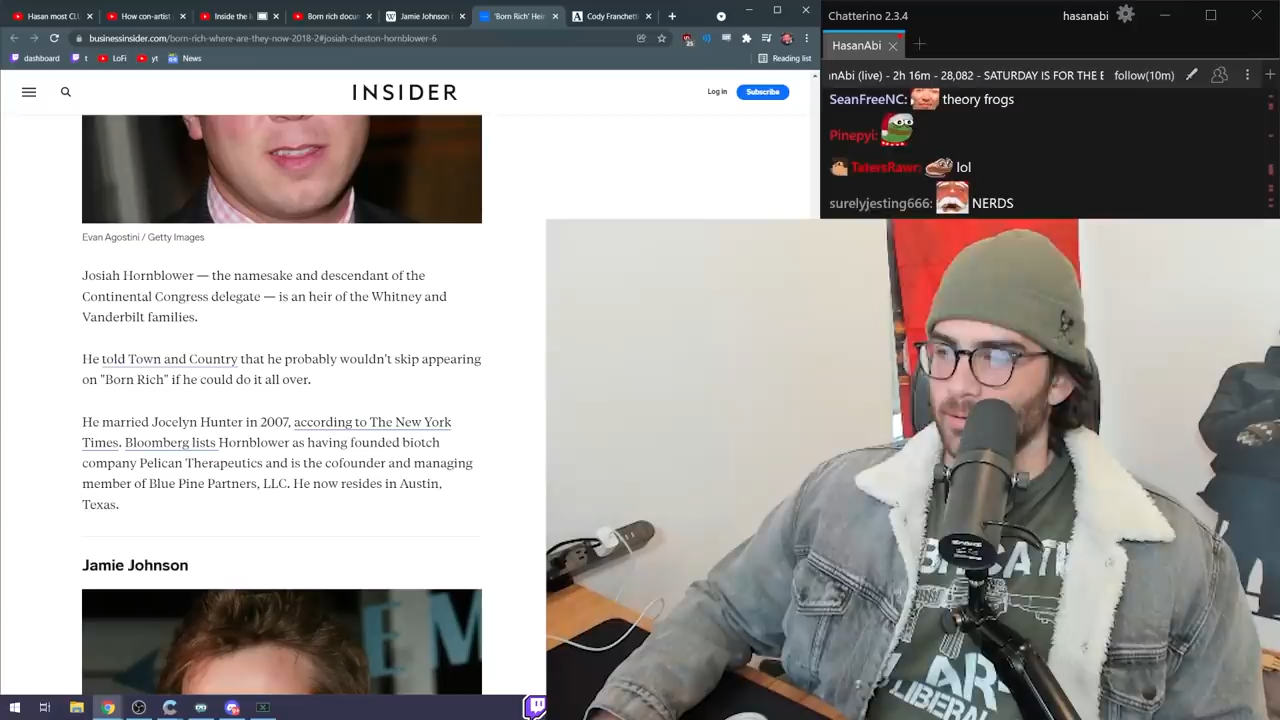 Hasan most CL
How con-artist
Inside the l
Born rich docum
Jamie Johnson
'Born Rich' Heir
Cody Franchetti
businessinsider.com/born-rich-where-are-they-now-2018-2#josiah-cheston-hornblower-6
dashboard
t
LoFi
yt
News
Reading list
INSIDER
Log in
Subscribe
Evan Agostini / Getty Images
Josiah Hornblower — the namesake and descendant of the
Continental Congress delegate — is an heir of the Whitney and
Vanderbilt families.
He told Town and Country that he probably wouldn't skip appearing
on "Born Rich" if he could do it all over.
He married Jocelyn Hunter in 2007, according to The New York
Times. Bloomberg lists Hornblower as having founded biotch
company Pelican Therapeutics and is the cofounder and managing
member of Blue Pine Partners, LLC. He now resides in Austin,
Texas.
Jamie Johnson
EM
Chatterino 2.3.4
hasanabi
HasanAbi
nAbi (live) - 2h 16m - 28,082 - SATURDAY IS FOR THE E
follow(10m)
SeanFreeNC: theory frogs
Pinepyi:
TatersRawr: lol
surelyjesting666: NERDS
AR-
LIBERAL